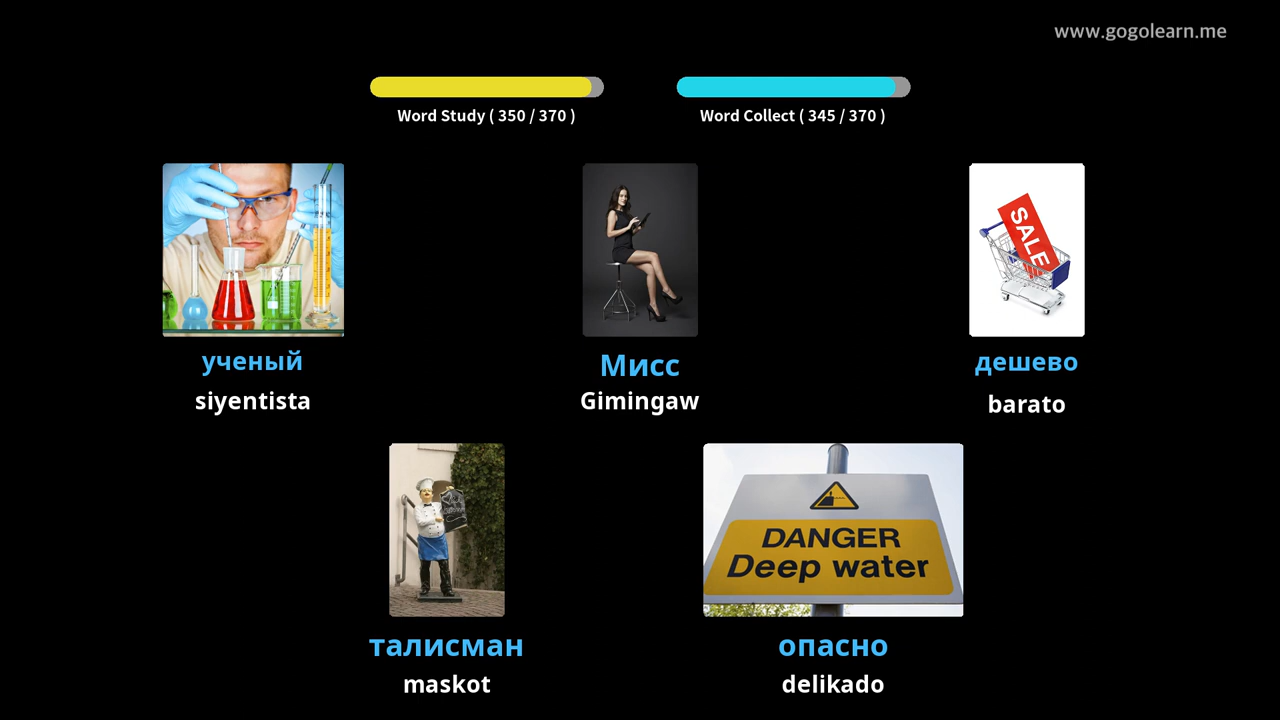 www.gogolearn.me
Word Study ( 350 / 370 )
Word Collect ( 345 / 370 )
SALE
ученый
siyentista
Мисс
Gimingaw
дешево
barato
DANGER
Deep water
талисман
maskot
опасно
delikado